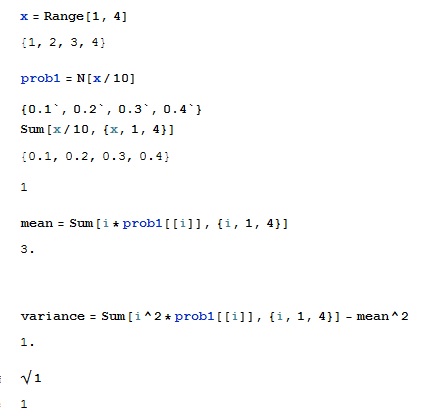 x = Range[1, 4]
{1, 2, 3, 4}
prob1 = N[x/10]
{0.1`, 0.2`, 0.3`, 0.4`}
Sum[x/10, {x, 1, 4}]
{0.1, 0.2, 0.3, 0.4}
1
mean = Sum[i*prob1[[i]], {i, 1, 4}]
3.
variance = Sum[i^2*prob1[[i]], {i, 1, 4}] - mean^2
1.
√1
1